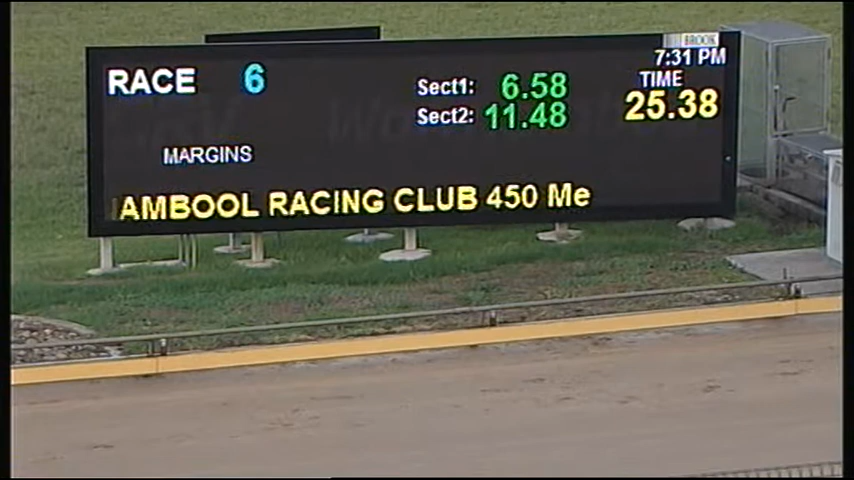 BROOK
7:31 PM
RACE 6
Sect1: 6.58
TIME
Sect2: 11.48
25.38
MARGINS
AMBOOL RACING CLUB 450 Me